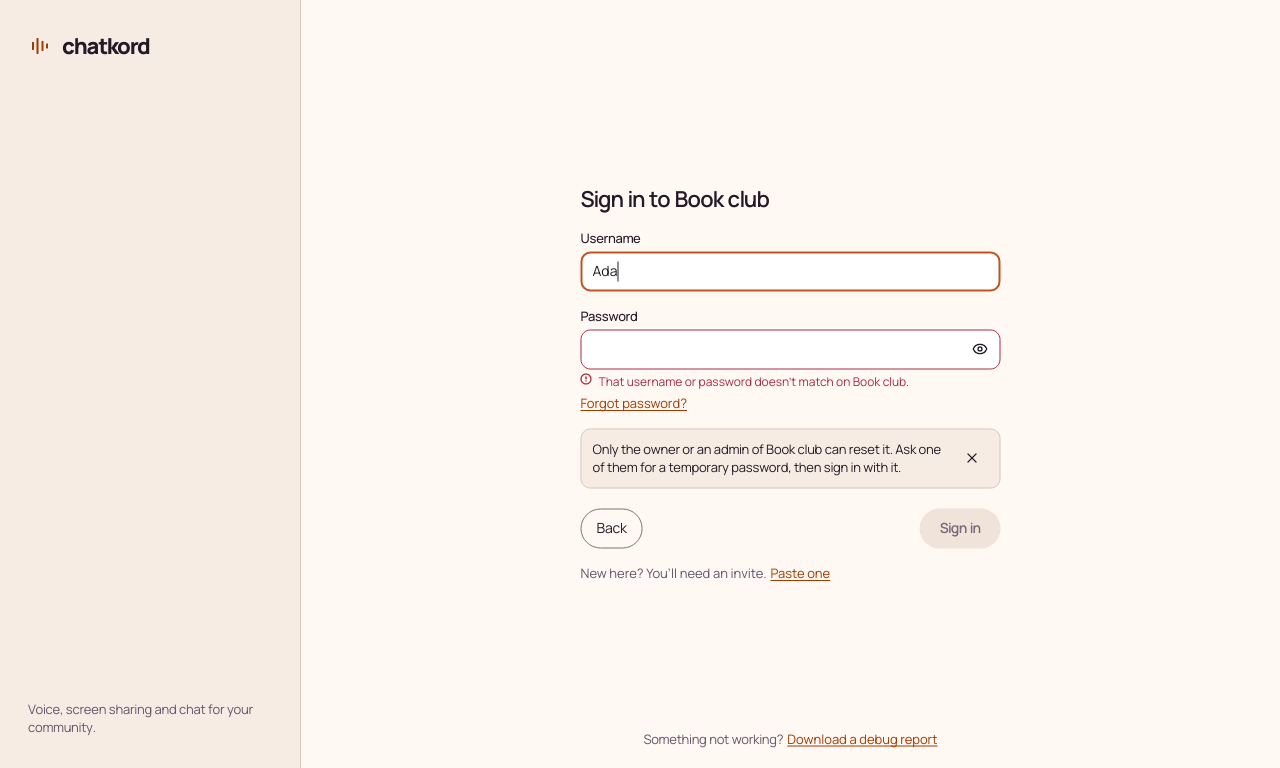 chatkord
Sign in to Book club
Username
Ada
Password
That username or password doesn't match on Book club.
Forgot password?
Only the owner or an admin of Book club can reset it. Ask one
of them for a temporary password, then sign in with it.
Back
Sign in
New here? You'll need an invite. Paste one
Voice, screen sharing and chat for your
community.
Something not working? Download a debug report